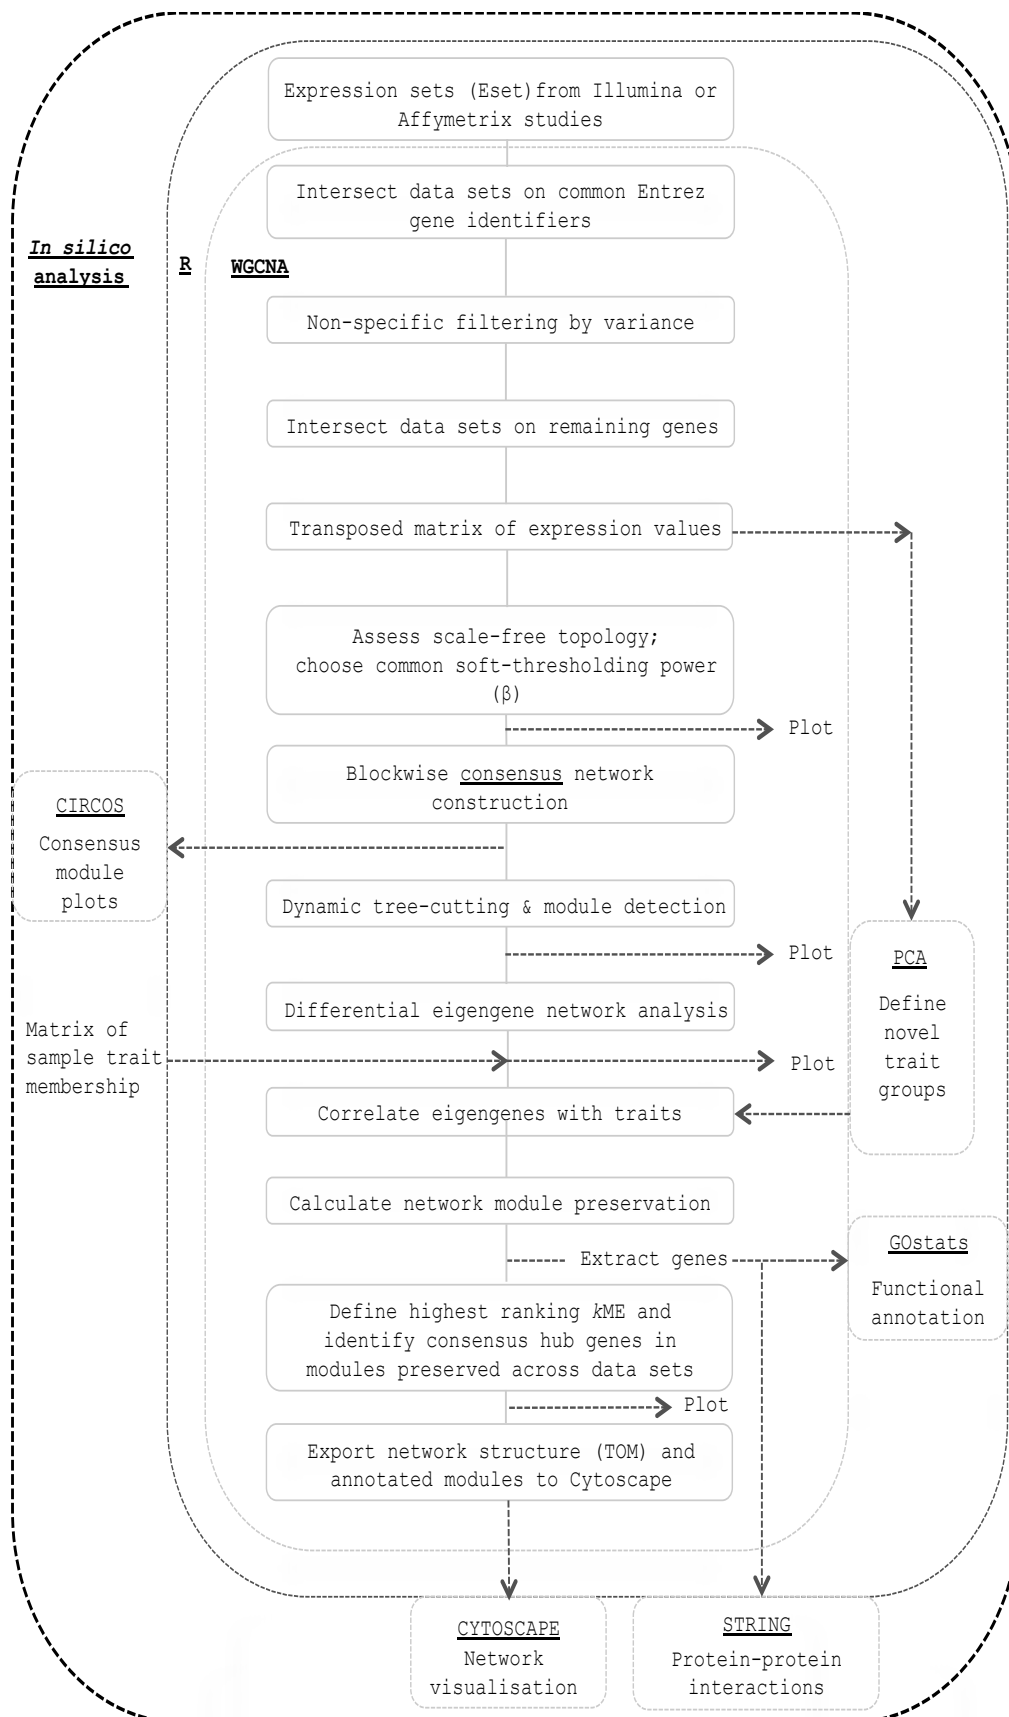 Expression sets (Eset)from Illumina or
Affymetrix studies
Intersect data sets on common Entrez
gene identifiers
In silico
analysis
R
WGCNA
Non-specific filtering by variance
Intersect data sets on remaining genes
Transposed matrix of expression values
Assess scale-free topology;
choose common soft-thresholding power
(β)
Plot
Blockwise consensus network
construction
CIRCOS
Consensus
module
plots
Dynamic tree-cutting & module detection
Plot
PCA
Define
novel
trait
groups
Differential eigengene network analysis
Matrix of
sample trait
membership
Plot
Correlate eigengenes with traits
Calculate network module preservation
Extract genes
GOstats
Functional
annotation
Define highest ranking kME and
identify consensus hub genes in
modules preserved across data sets
Plot
Export network structure (TOM) and
annotated modules to Cytoscape
CYTOSCAPE
Network
visualisation
STRING
Protein-protein
interactions